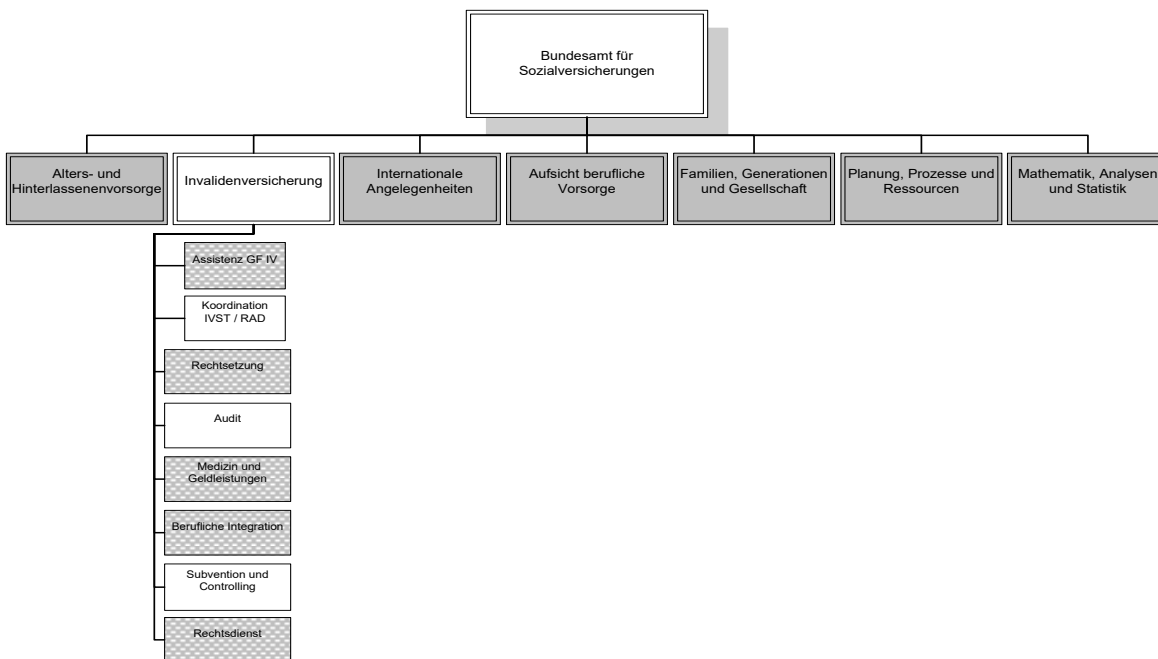 Bundesamt für
Sozialversicherungen
Alters- und
Hinterlassenenvorsorge
Invalidenversicherung
Internationale
Angelegenheiten
Aufsicht berufliche
Vorsorge
Familien, Generationen
und Gesellschaft
Planung, Prozesse und
Ressourcen
Mathematik, Analysen
und Statistik
Assistenz GF IV
Koordination
IVST / RAD
Rechtsetzung
Audit
Medizin und
Geldleistungen
Berufliche Integration
Subvention und
Controlling
Rechtsdienst